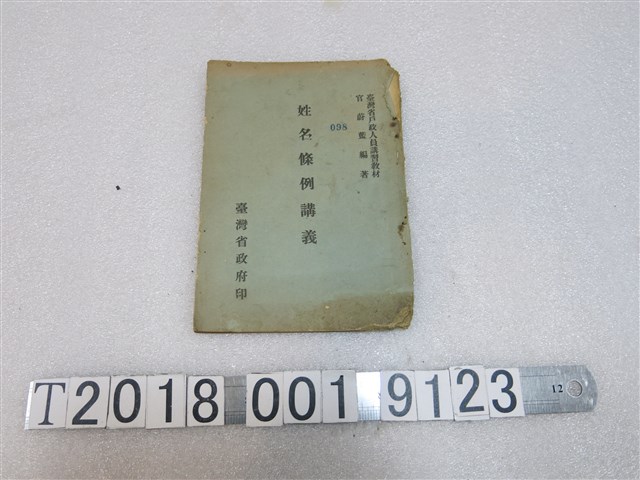 臺灣省戶政人員講習教材
官蔚藍編著
098
姓名條例講義
臺灣省政府印
T2018 001 9123
12